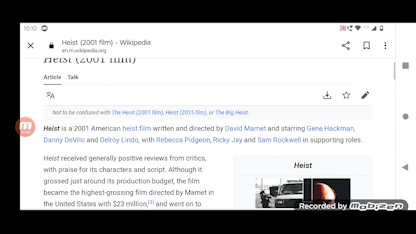 10:10
Heist (2001 film) - Wikipedia
en.m.wikipedia.org
Heist (2001 film)
Article Talk
Not to be confused with The Heist (2001 film), Heist (2015 film), or The Big Heist.
Heist is a 2001 American heist film written and directed by David Mamet and starring Gene Hackman,
Danny DeVito and Delroy Lindo, with Rebecca Pidgeon, Ricky Jay and Sam Rockwell in supporting roles.
Heist received generally positive reviews from critics,
with praise for its characters and script. Although it
grossed just around its production budget, the film
became the highest-grossing film directed by Mamet in
the United States with $23 million,[3] and went on to
Heist
Recorded by Mobizen